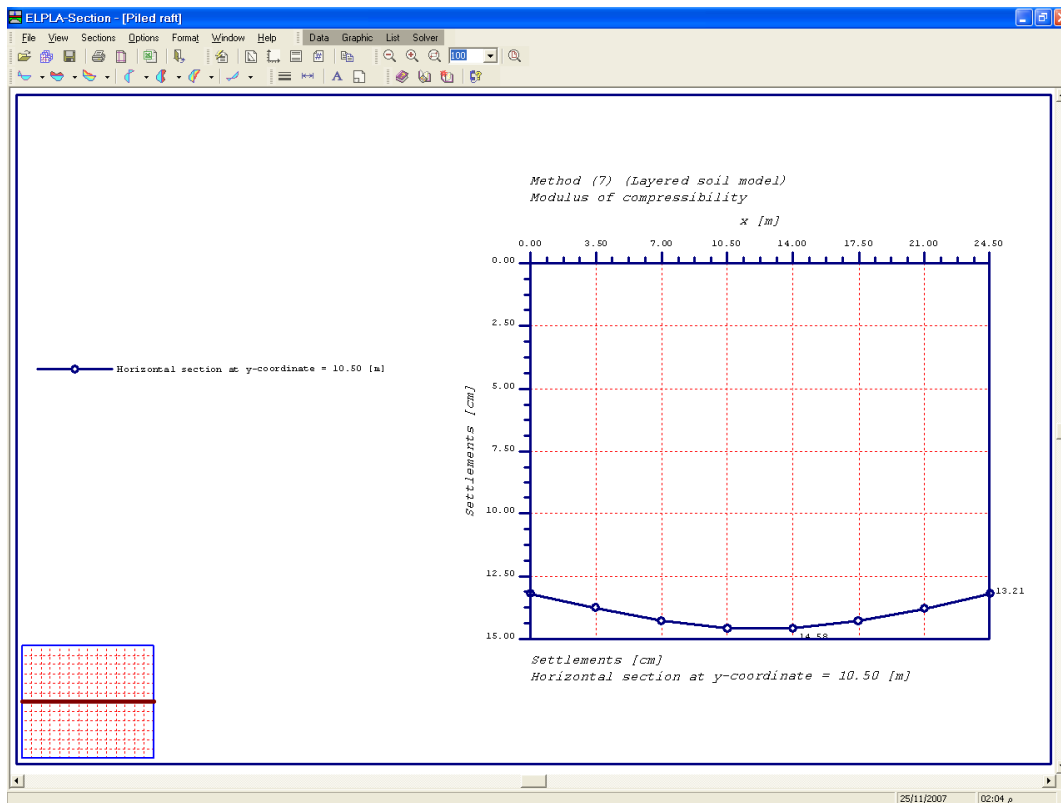 ELPLA-Section - [Piled raft]
File View Sections Options Format Window Help Data Graphic List Solver
100
Method (7) (Layered soil model)
Modulus of compressibility
x [m]
0.00 3.50 7.00 10.50 14.00 17.50 21.00 24.50
0.00
2.50
Horizontal section at y-coordinate = 10.50 [m]
5.00
Settlements [cm]
7.50
10.00
12.50
13.21
14.58
15.00
Settlements [cm]
Horizontal section at y-coordinate = 10.50 [m]
25/11/2007 02:04 م